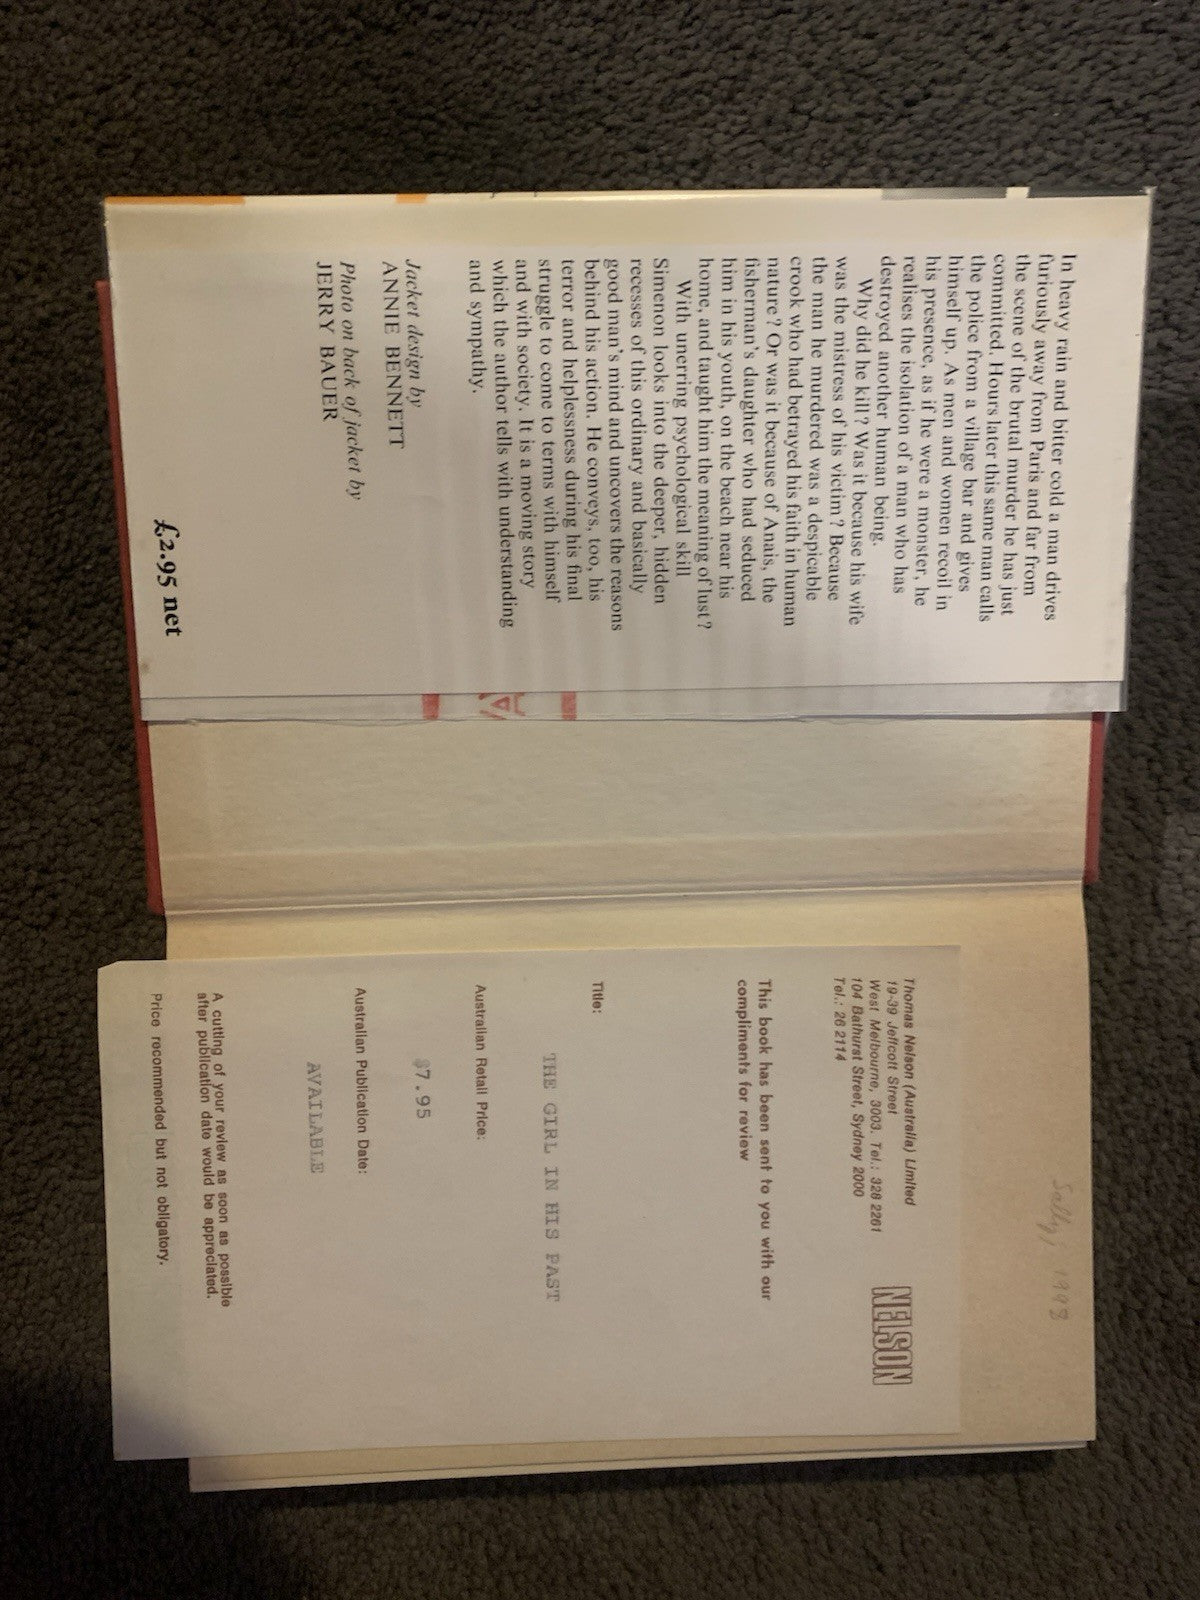 In heavy rain and bitter cold a man drives
furiously away from Paris and far from
the scene of the brutal murder he has just
committed. Hours later this same man calls
the police from a village bar and gives
himself up. As men and women recoil in
his presence, as if he were a monster, he
realises the isolation of a man who has
destroyed another human being.
Why did he kill? Was it because his wife
was the mistress of his victim? Because
the man he murdered was a despicable
crook who had betrayed his faith in human
nature? Or was it because of Anais, the
fisherman's daughter who had seduced
him in his youth, on the beach near his
home, and taught him the meaning of lust?
With unerring psychological skill
Simenon looks into the deeper, hidden
recesses of this ordinary and basically
good man's mind and uncovers the reasons
behind his action. He conveys, too, his
terror and helplessness during his final
struggle to come to terms with himself
and with society. It is a moving story
which the author tells with understanding
and sympathy.
Jacket design by
ANNIE BENNETT
Photo on back of jacket by
JERRY BAUER
£2.95 net
Sally, 1998
Thomas Nelson (Australia) Limited
19-39 Jeffcott Street
West Melbourne, 3003. Tel.: 328 2261
104 Bathurst Street, Sydney 2000
Tel.: 26 2114
NELSON
This book has been sent to you with our
compliments for review
Title:
THE GIRL IN HIS PAST
Australian Retail Price:
$7.95
Australian Publication Date:
AVAILABLE
A cutting of your review as soon as possible
after publication date would be appreciated.
Price recommended but not obligatory.